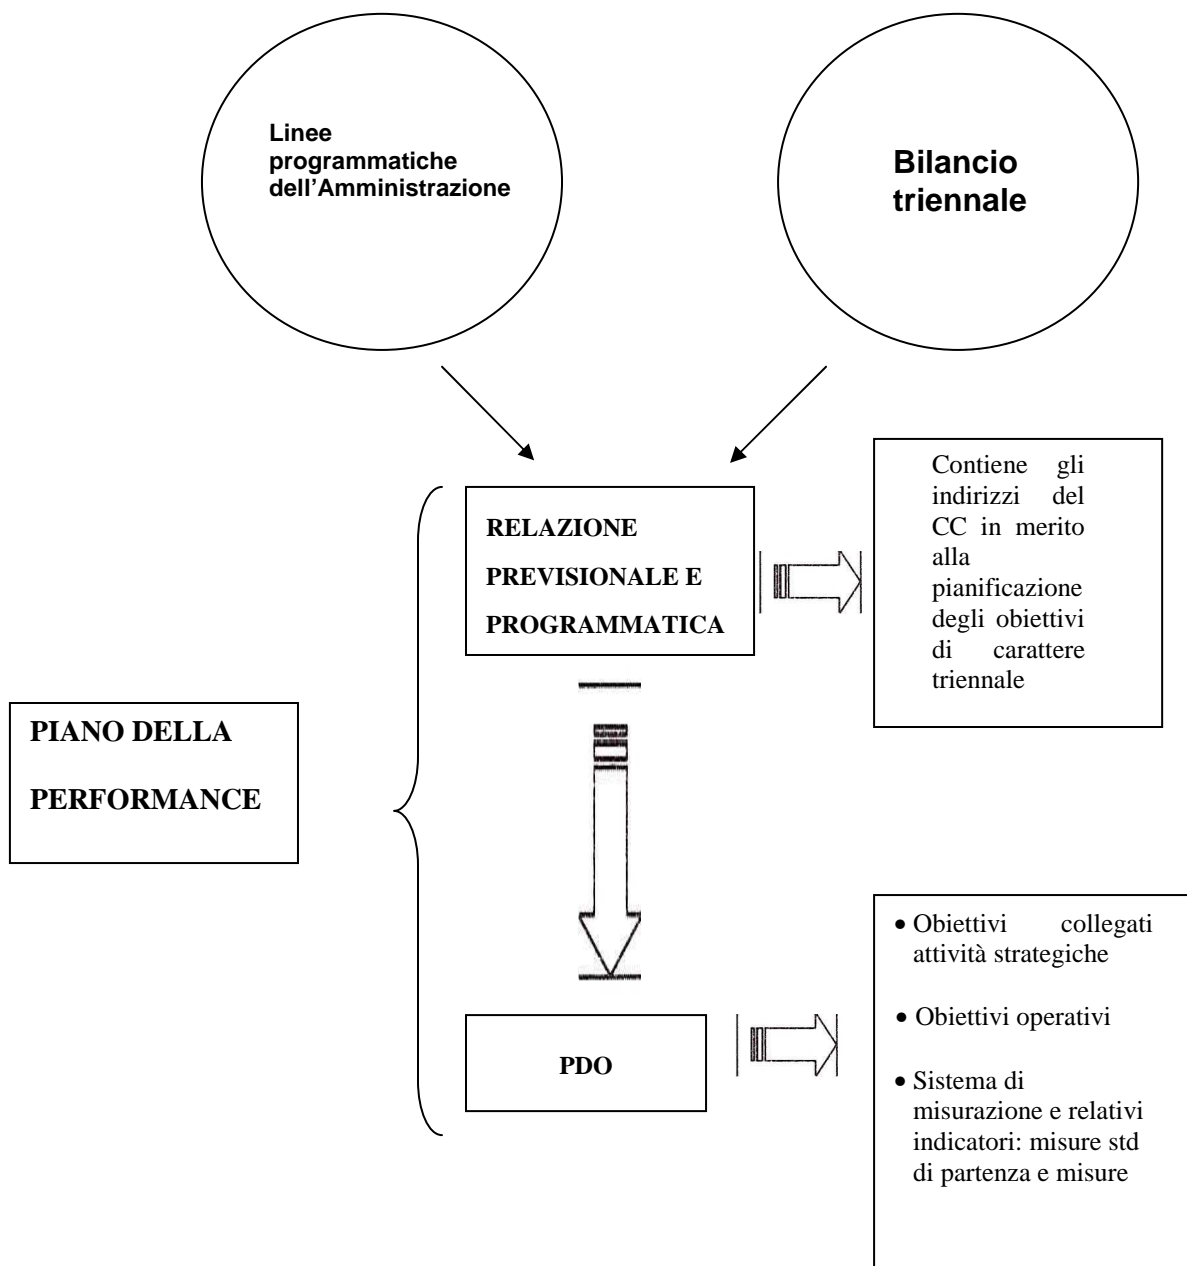 Linee
programmatiche
dell’Amministrazione
Bilancio
triennale
RELAZIONE
PREVISIONALE E
PROGRAMMATICA
Contiene gli
indirizzi del
CC in merito
alla
pianificazione
degli obiettivi
di carattere
triennale
PIANO DELLA
PERFORMANCE
PDO
• Obiettivi collegati
attività strategiche
• Obiettivi operativi
• Sistema di
misurazione e relativi
indicatori: misure std
di partenza e misure